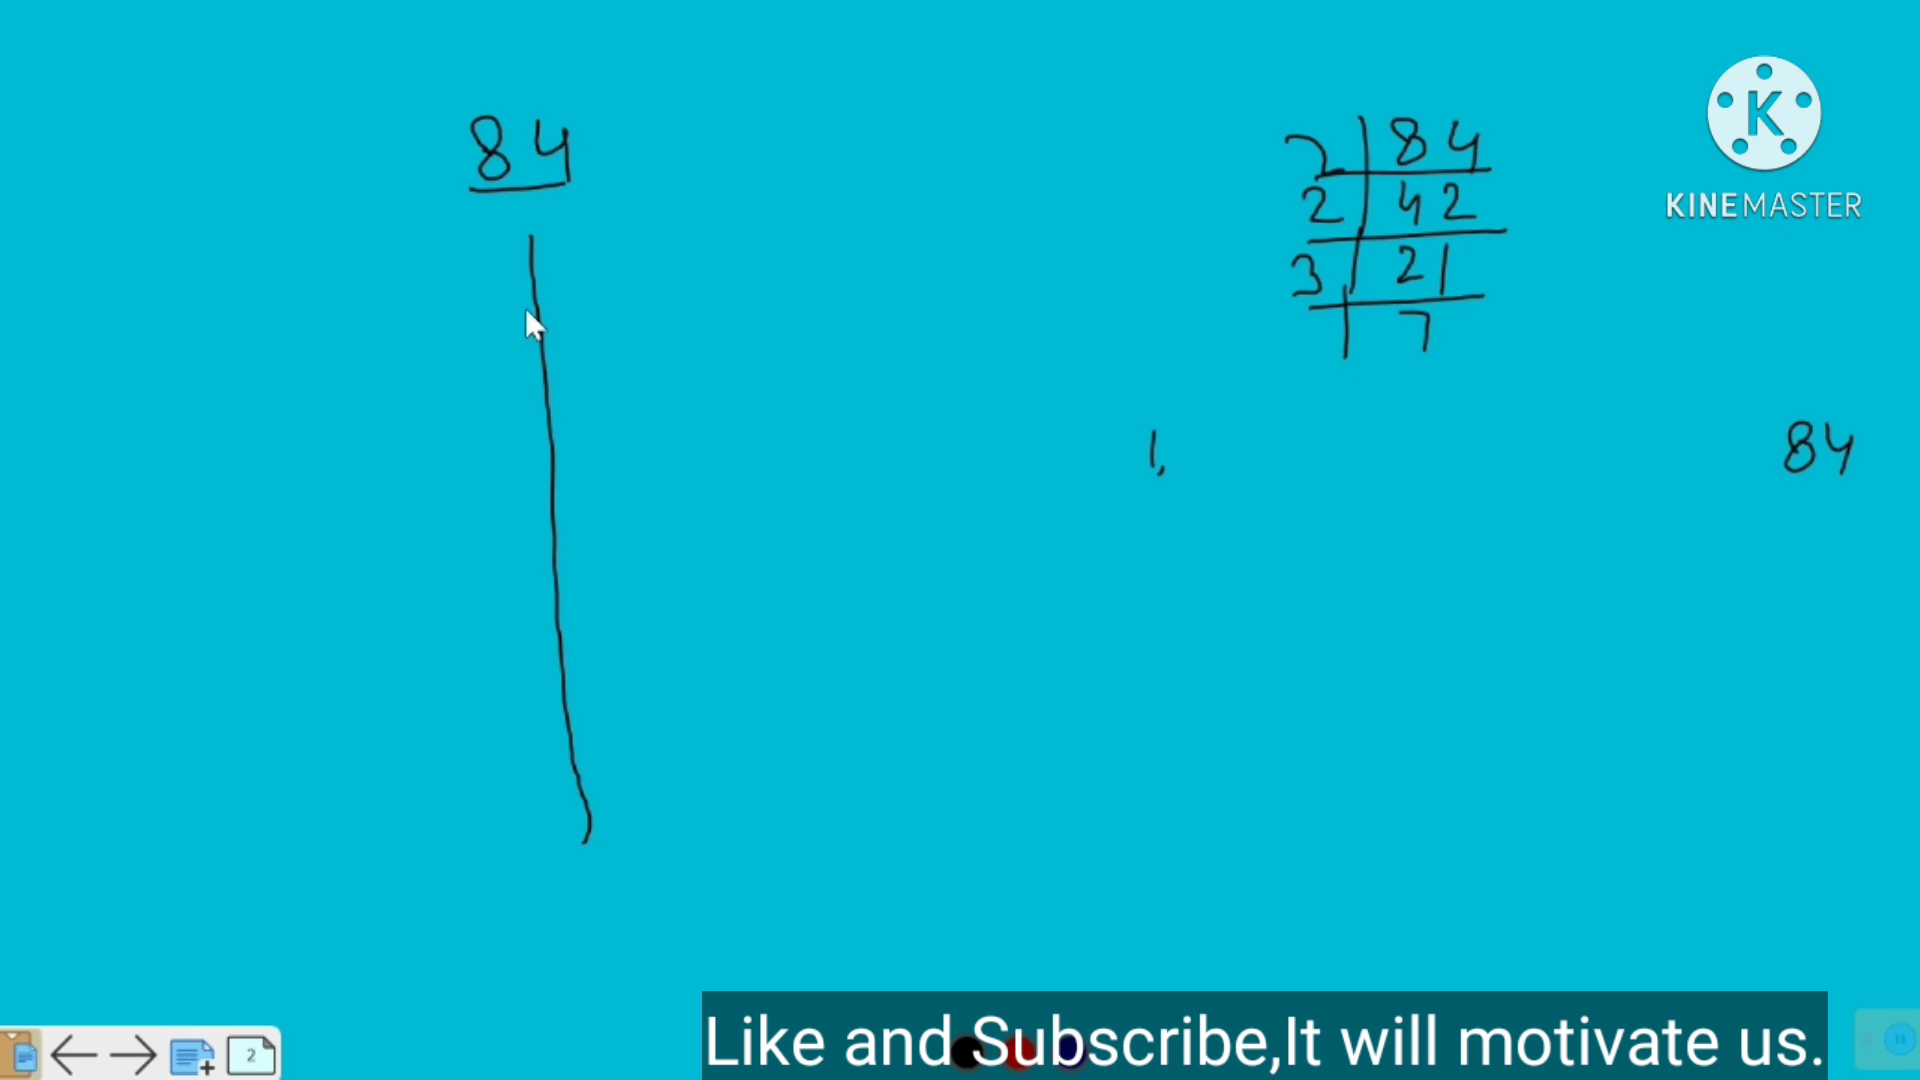 84
2 | 84
2 | 42
3 | 21
| 7
1, 84
KINEMASTER
Like and Subscribe,It will motivate us.
2